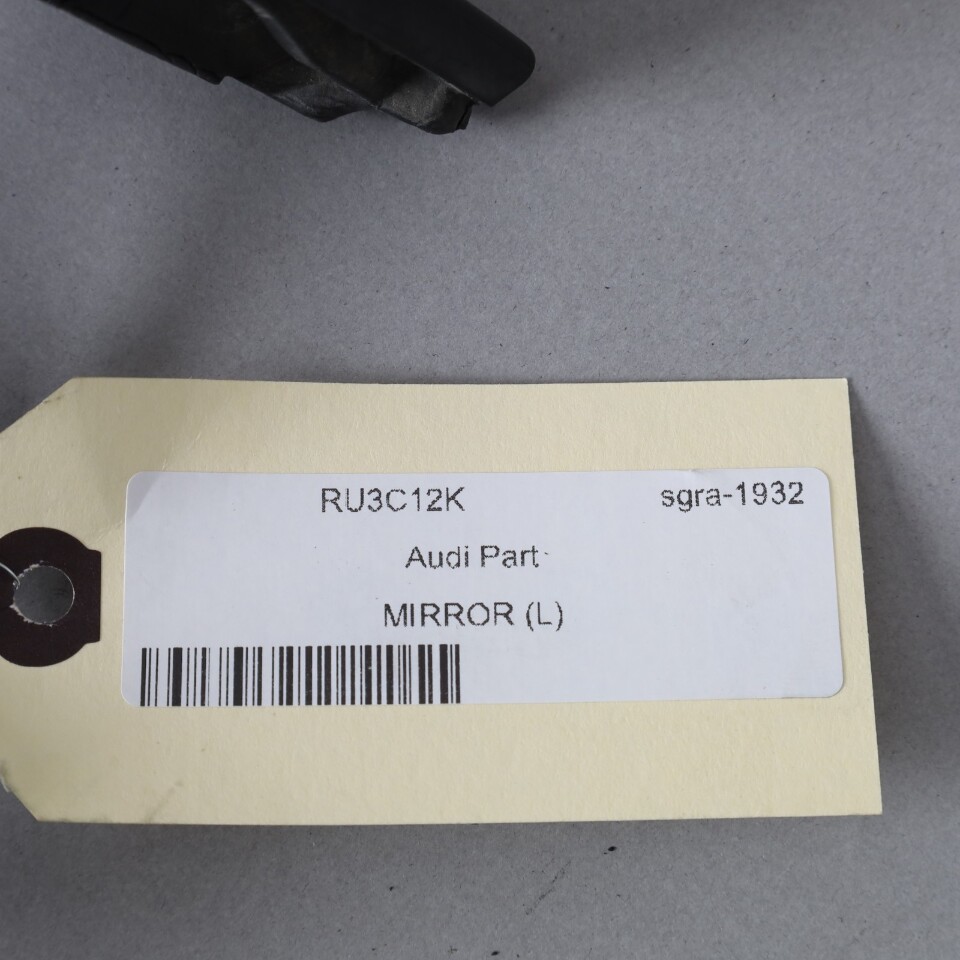 RU3C12K sgra-1932
Audi Part
MIRROR (L)